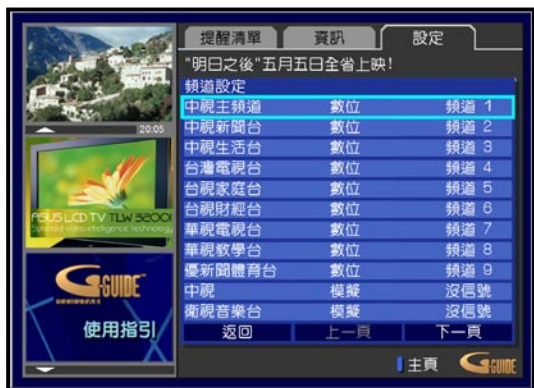 提醒清單 資訊 設定
"明日之後"五月五日全省上映!
頻道設定
中視主頻道 數位 頻道 1
中視新聞台 數位 頻道 2
中視生活台 數位 頻道 3
台灣電視台 數位 頻道 4
台視家庭台 數位 頻道 5
台視財經台 數位 頻道 6
華視電視台 數位 頻道 7
華視教學台 數位 頻道 8
優新聞體育台 數位 頻道 9
中視 模擬 沒信號
衛視音樂台 模擬 沒信號
返回 上一頁 下一頁
主頁 G-GUIDE
20:05
ASUS LCD TV TLW 32001
Splendid video intelligence technology
G-GUIDE
使用指引